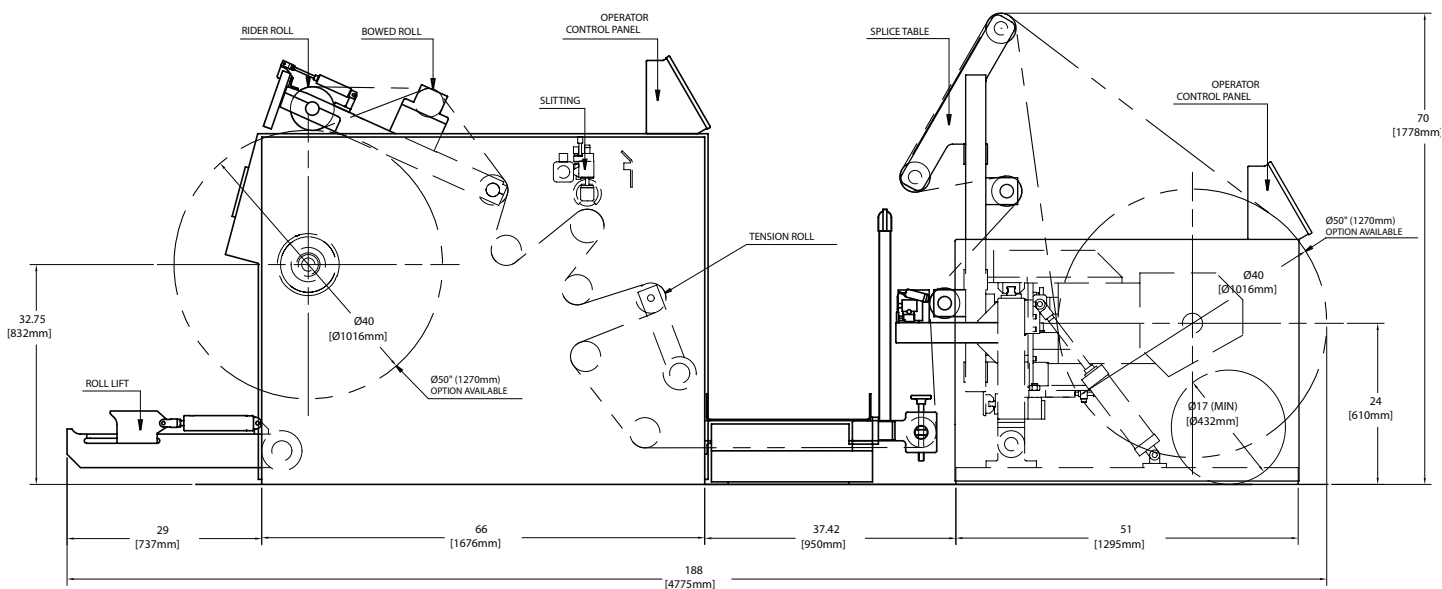 RIDER ROLL
BOWED ROLL
OPERATOR
CONTROL PANEL
SLITTING
SPLICE TABLE
OPERATOR
CONTROL PANEL
70
[1778mm]
TENSION ROLL
Ø50" (1270mm)
OPTION AVAILABLE
Ø40
[Ø1016mm]
32.75
[832mm]
Ø40
[Ø1016mm]
Ø50" (1270mm)
OPTION AVAILABLE
ROLL LIFT
Ø17 (MIN)
[Ø432mm]
24
[610mm]
29
[737mm]
66
[1676mm]
37.42
[950mm]
51
[1295mm]
188
[4775mm]